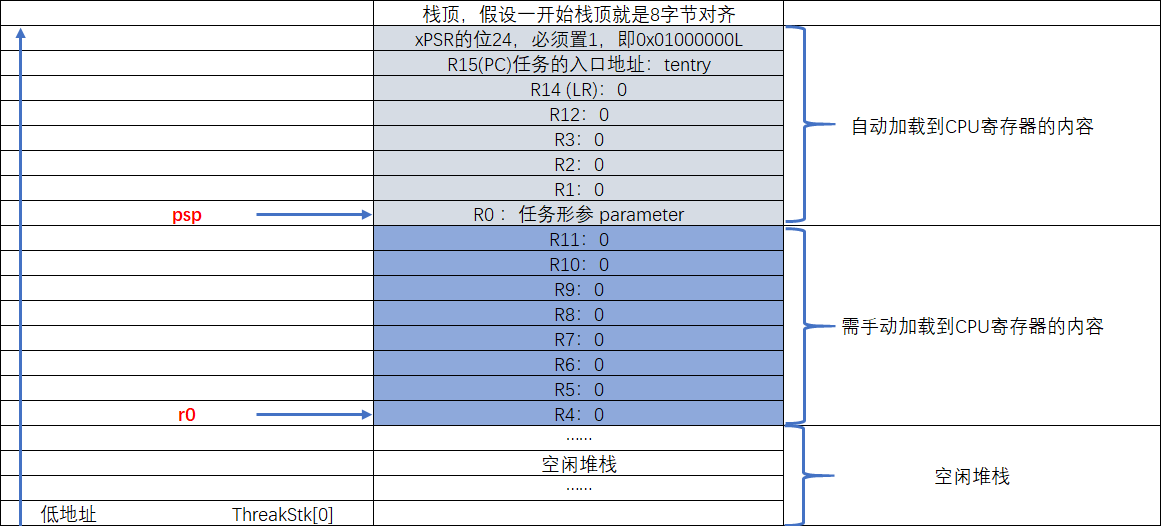 栈顶，假设一开始栈顶就是8字节对齐
xPSR的位24，必须置1，即0x01000000L
R15(PC)任务的入口地址：tentry
R14 (LR)：0
R12：0
R3：0
R2：0
R1：0
自动加载到CPU寄存器的内容
psp
R0 ：任务形参 parameter
R11：0
R10：0
R9：0
R8：0
R7：0
R6：0
R5：0
需手动加载到CPU寄存器的内容
r0
R4：0
……
空闲堆栈
……
空闲堆栈
低地址 ThreakStk[0]